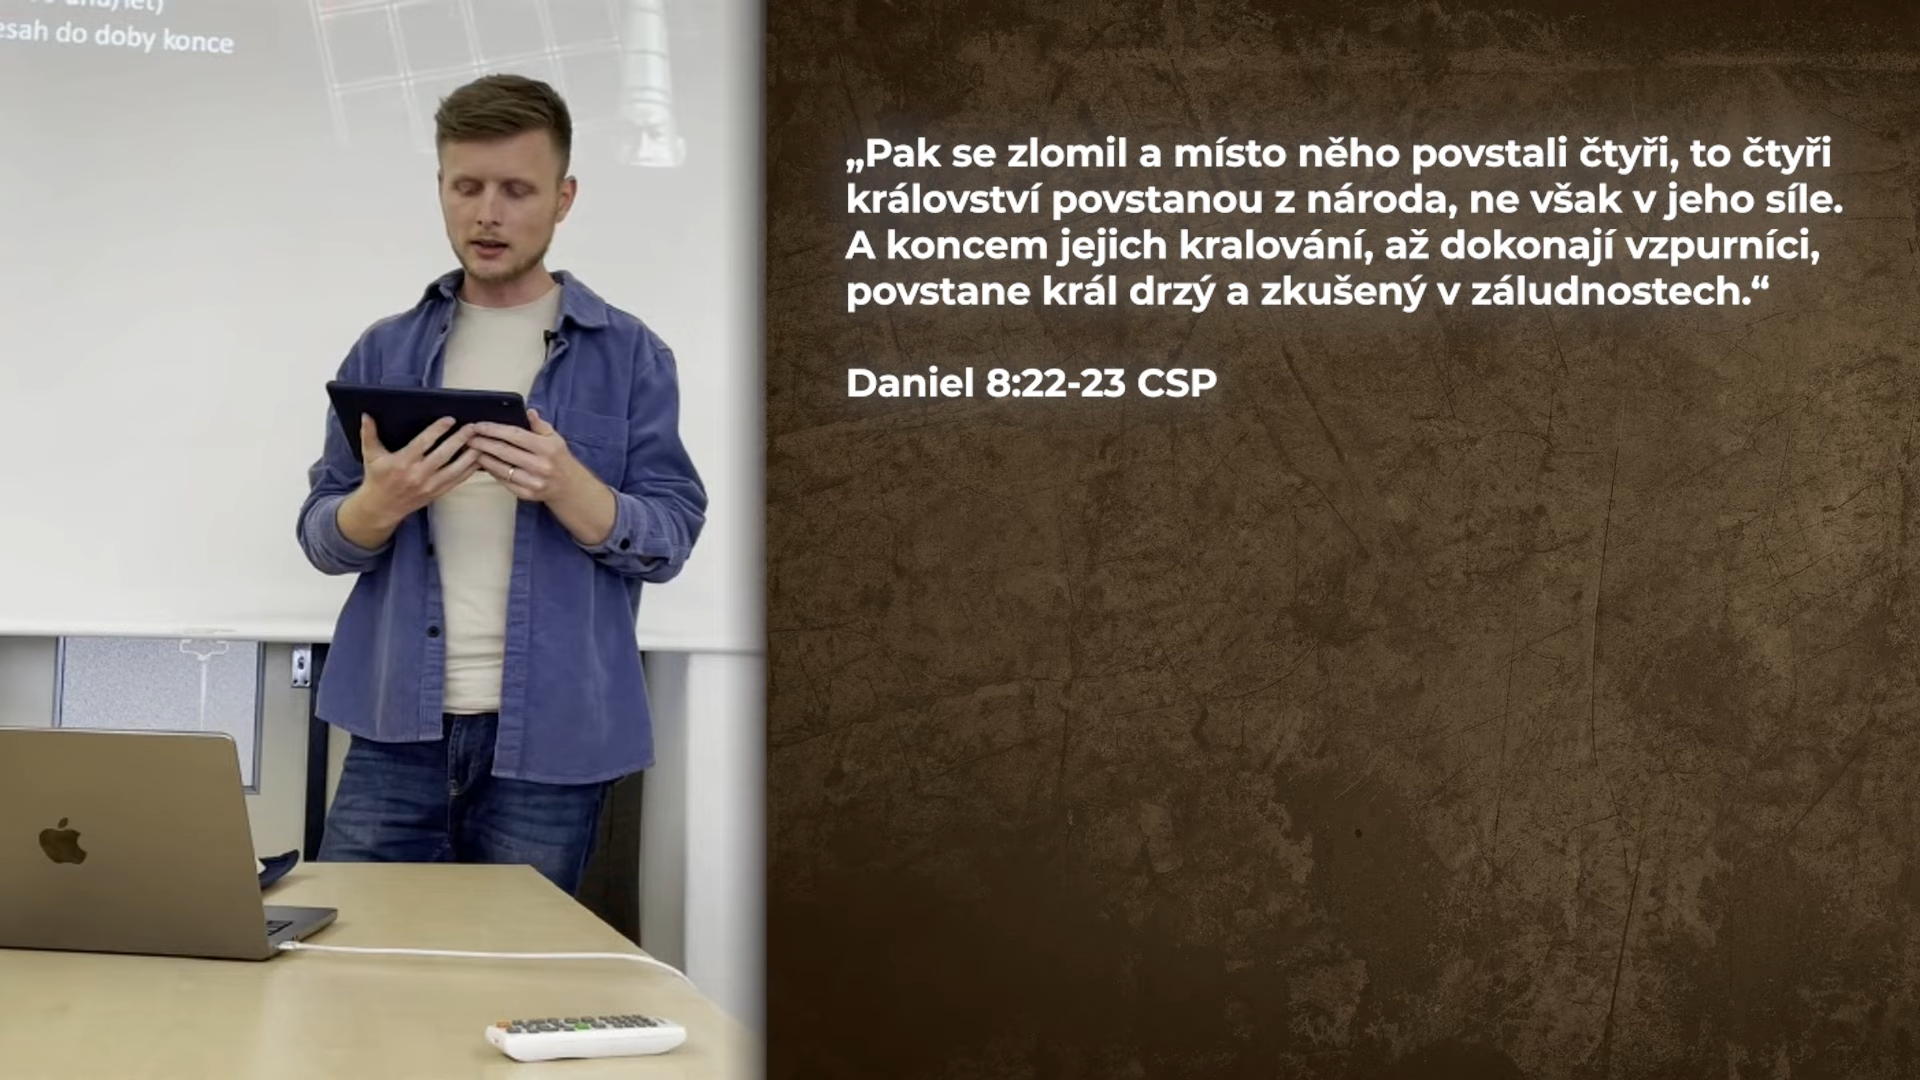 esah do doby konce
„Pak se zlomil a místo něho povstali čtyři, to čtyři
království povstanou z národa, ne však v jeho síle.
A koncem jejich kralování, až dokonají vzpurníci,
povstane král drzý a zkušený v záludnostech.“
Daniel 8:22-23 CSP